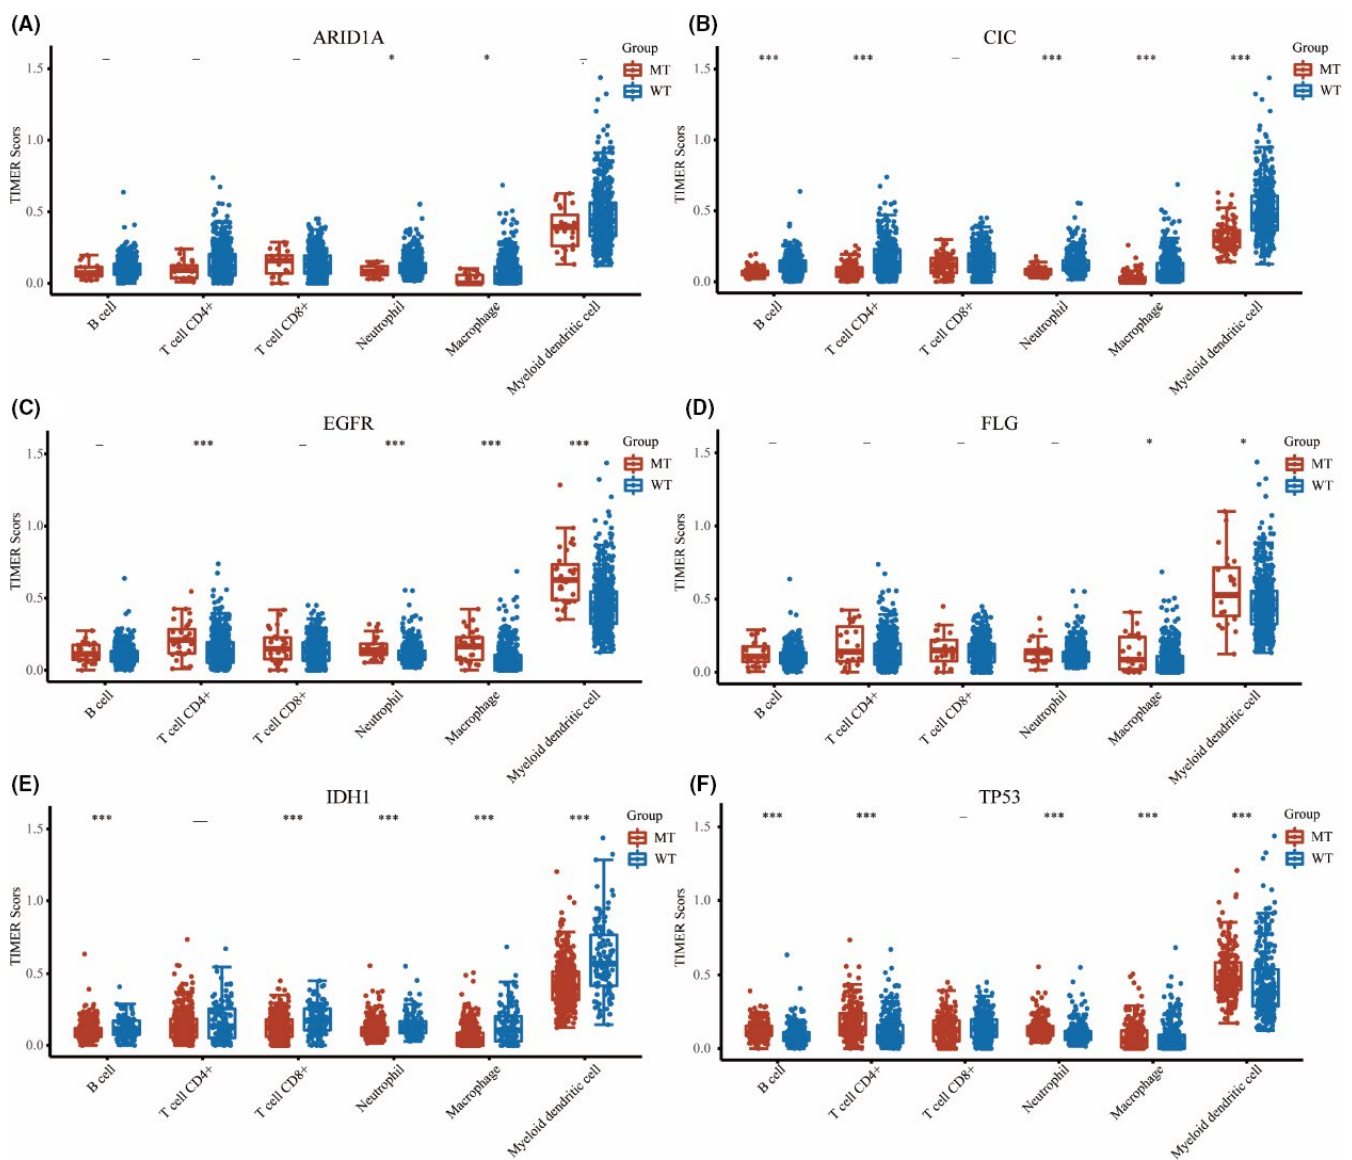 (A)
ARID1A
Group
MT
WT
– – – * * –
TIMER Scors
1.5
1.0
0.5
0.0
B cell
T cell CD4+
T cell CD8+
Neutrophil
Macrophage
Myeloid dendritic cell
(B)
CIC
Group
MT
WT
*** *** – *** *** ***
TIMER Scors
1.5
1.0
0.5
0.0
B cell
T cell CD4+
T cell CD8+
Neutrophil
Macrophage
Myeloid dendritic cell
(C)
EGFR
Group
MT
WT
– *** – *** *** ***
TIMER Scors
1.5
1.0
0.5
0.0
B cell
T cell CD4+
T cell CD8+
Neutrophil
Macrophage
Myeloid dendritic cell
(D)
FLG
Group
MT
WT
– – – – * *
TIMER Scors
1.5
1.0
0.5
0.0
B cell
T cell CD4+
T cell CD8+
Neutrophil
Macrophage
Myeloid dendritic cell
(E)
IDH1
Group
MT
WT
*** — *** *** *** ***
TIMER Scors
1.5
1.0
0.5
0.0
B cell
T cell CD4+
T cell CD8+
Neutrophil
Macrophage
Myeloid dendritic cell
(F)
TP53
Group
MT
WT
*** *** – *** *** ***
TIMER Scors
1.5
1.0
0.5
0.0
B cell
T cell CD4+
T cell CD8+
Neutrophil
Macrophage
Myeloid dendritic cell